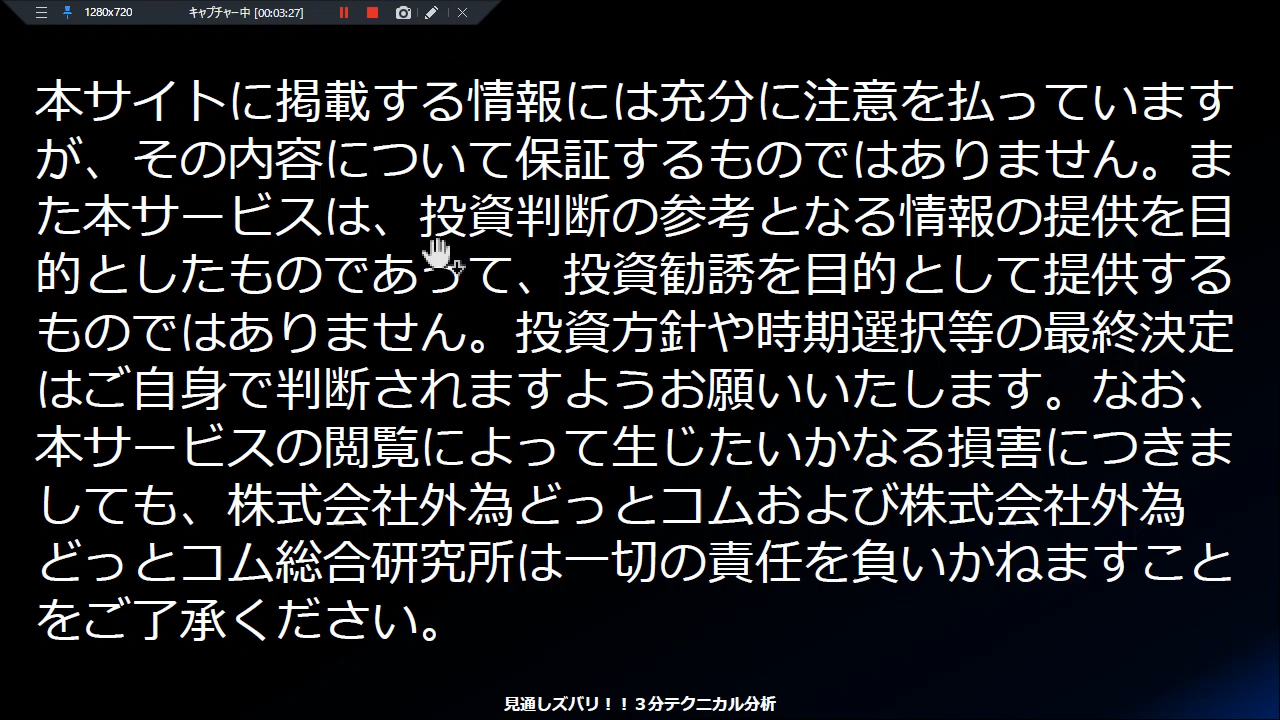 1280x720 キャプチャー中 [00:03:27]
本サイトに掲載する情報には充分に注意を払っています
が、その内容について保証するものではありません。ま
た本サービスは、投資判断の参考となる情報の提供を目
的としたものであって、投資勧誘を目的として提供する
ものではありません。投資方針や時期選択等の最終決定
はご自身で判断されますようお願いいたします。なお、
本サービスの閲覧によって生じたいかなる損害につきま
しても、株式会社外為どっとコムおよび株式会社外為
どっとコム総合研究所は一切の責任を負いかねますこと
をご了承ください。
見通しズバリ！！３分テクニカル分析